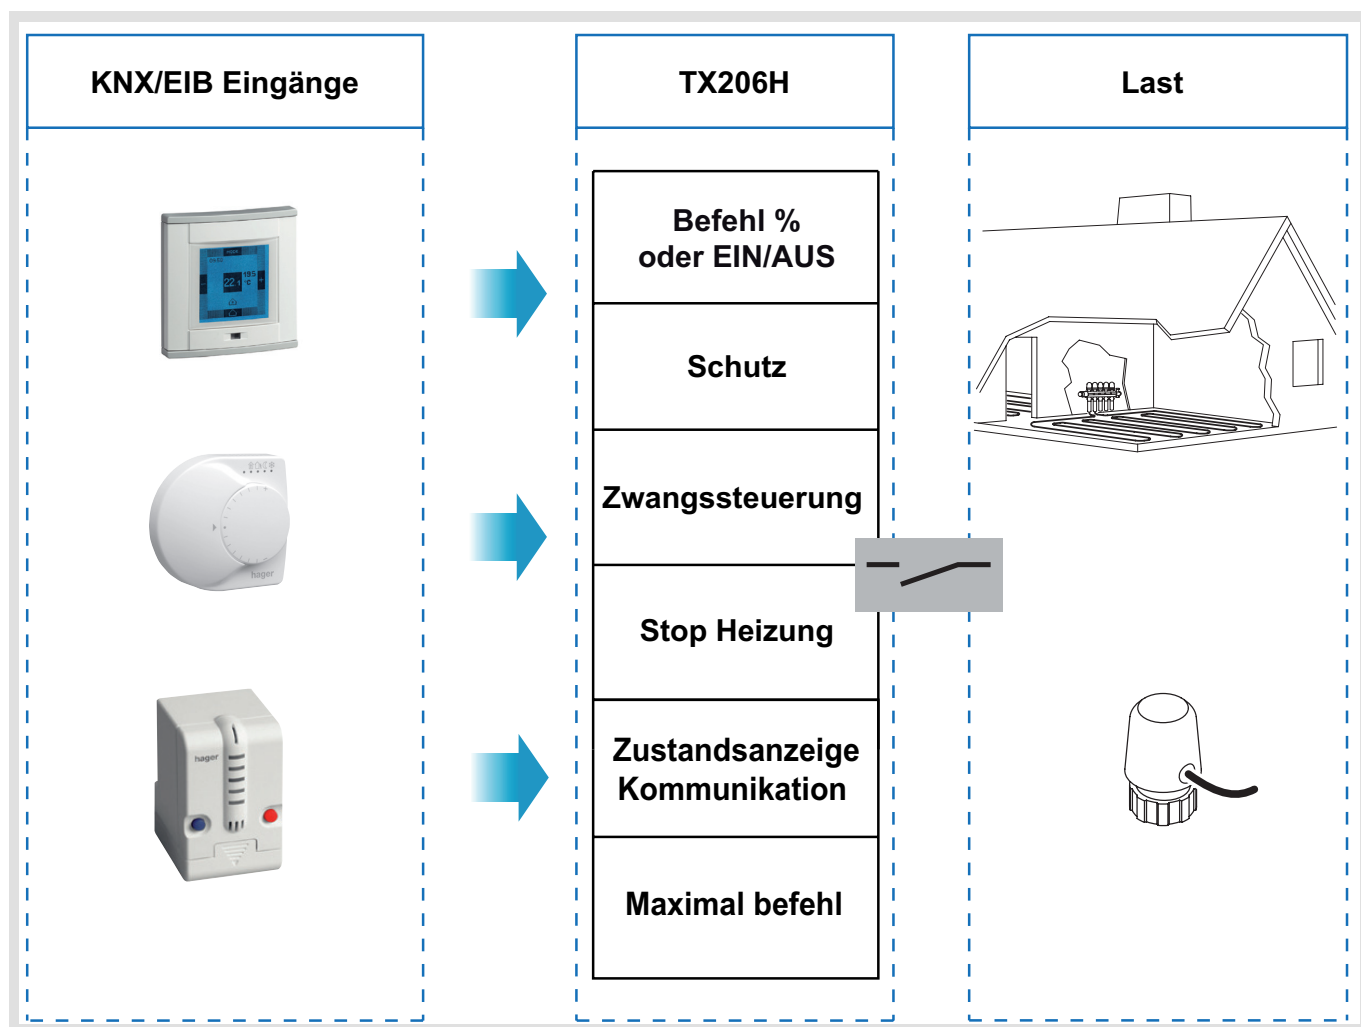 KNX/EIB Eingänge
TX206H
Last
Befehl %
oder EIN/AUS
Schutz
Zwangssteuerung
Stop Heizung
Zustandsanzeige
Kommunikation
Maximal befehl
hager
hager